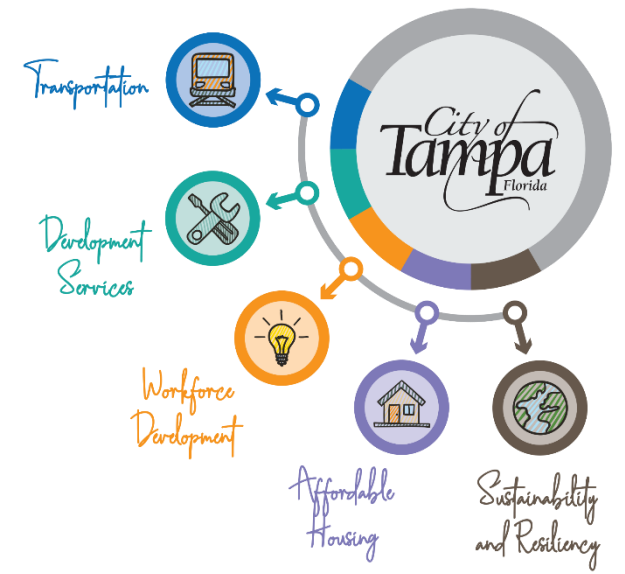 Transportation
City of
Tampa
Florida
Development
Services
Workforce
Development
Affordable
Housing
Sustainability
and Resiliency